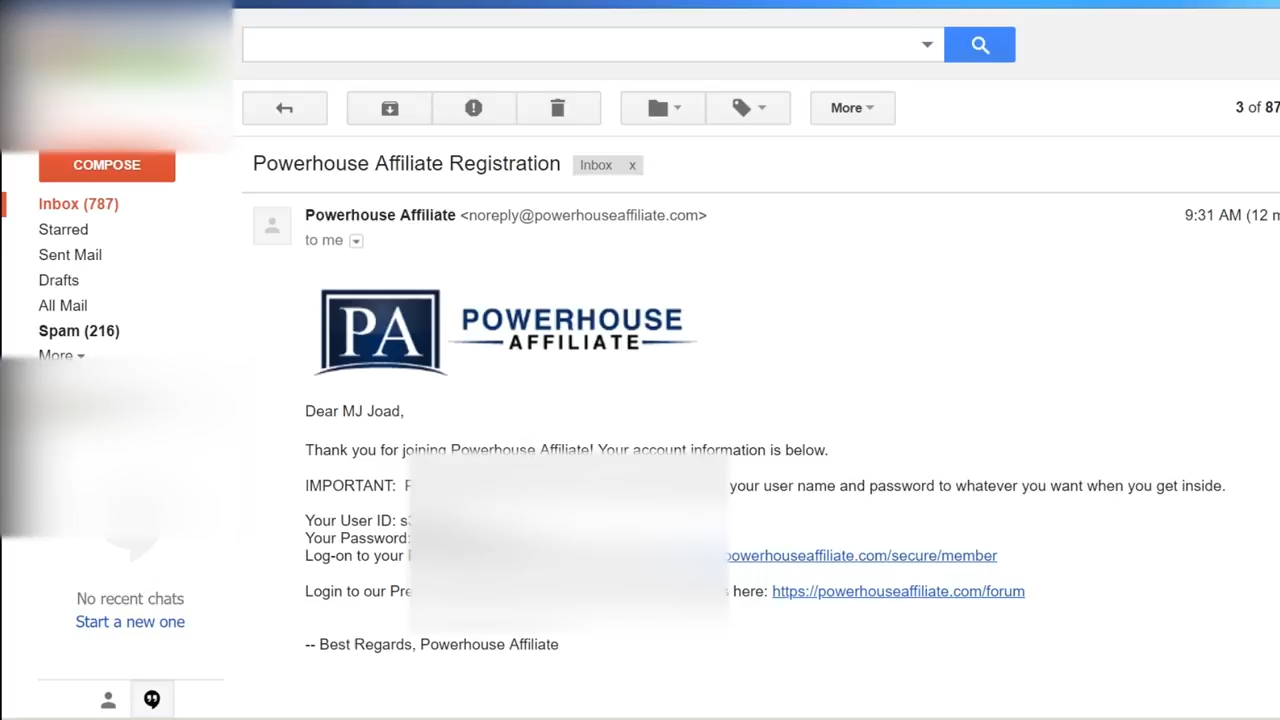 More
3 of 87
Powerhouse Affiliate Registration
Inbox x
COMPOSE
Inbox (787)
Starred
Sent Mail
Drafts
All Mail
Spam (216)
More
Powerhouse Affiliate <noreply@powerhouseaffiliate.com>
9:31 AM (12 m
to me
PA POWERHOUSE
AFFILIATE
Dear MJ Joad,
Thank you for joining Powerhouse Affiliate! Your account information is below.
IMPORTANT: your user name and password to whatever you want when you get inside.
Your User ID:
Your Password:
Log-on to your powerhouseaffiliate.com/secure/member
Login to our here: https://powerhouseaffiliate.com/forum
-- Best Regards, Powerhouse Affiliate
No recent chats
Start a new one